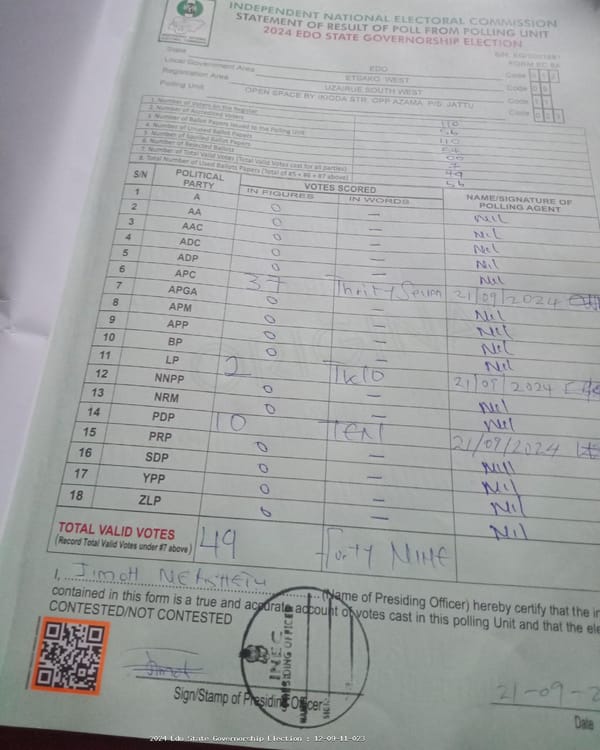 INDEPENDENT NATIONAL ELECTORAL COMMISSION
STATEMENT OF RESULT OF POLL FROM POLLING UNIT
2024 EDO STATE GOVERNORSHIP ELECTION
FORM EC 8A
State EDO Code
Local Government Area ETSAKO WEST Code
Registration Area UZAIRUE SOUTH WEST Code
Polling Unit OPEN SPACE BY IKIODA STR. OPP AZAMA P/S. JATTU Code
1. Number of Voters on the Register 110
2. Number of Accredited Voters 56
3. Number of Ballot Papers Issued to the Polling Unit 110
4. Number of Unused Ballot Papers 54
5. Number of Spoiled Ballot Papers 00
6. Number of Rejected Ballots 7
7. Number of Total Valid Votes (Total Valid Votes cast for all parties) 49
8. Total Number of Used Ballots Papers (Total of #5 + #6 + #7 above) 56
S/N POLITICAL PARTY VOTES SCORED NAME/SIGNATURE OF POLLING AGENT
IN FIGURES IN WORDS
1 A 0 — Nil
2 AA 0 — Nil
3 AAC 0 — Nil
4 ADC 0 — Nil
5 ADP 0 — Nil
6 APC 37 Thrity Seven 21/09/2024
7 APGA 0 — Nil
8 APM 0 — Nil
9 APP 0 — Nil
10 BP 0 — Nil
11 LP 2 TWO 21/09/2024
12 NNPP 0 — Nil
13 NRM 0 — Nil
14 PDP 10 TEN 21/09/2024
15 PRP 0 — Nil
16 SDP 0 — Nil
17 YPP 0 — Nil
18 ZLP 0 — Nil
TOTAL VALID VOTES 49 Forty NINE
(Record Total Valid Votes under #7 above)
I, JIMOH (Name of Presiding Officer) hereby certify that the
contained in this form is a true and accurate account of votes cast in this polling Unit and that the
CONTESTED/NOT CONTESTED
INEC
PRESIDING OFFICER
Sign/Stamp of Presiding Officer
21-09-2
Date
2024 Edo State Governorship Election : 12-09-11-023